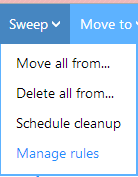 Sweep Move to
Move all from...
Delete all from...
Schedule cleanup
Manage rules